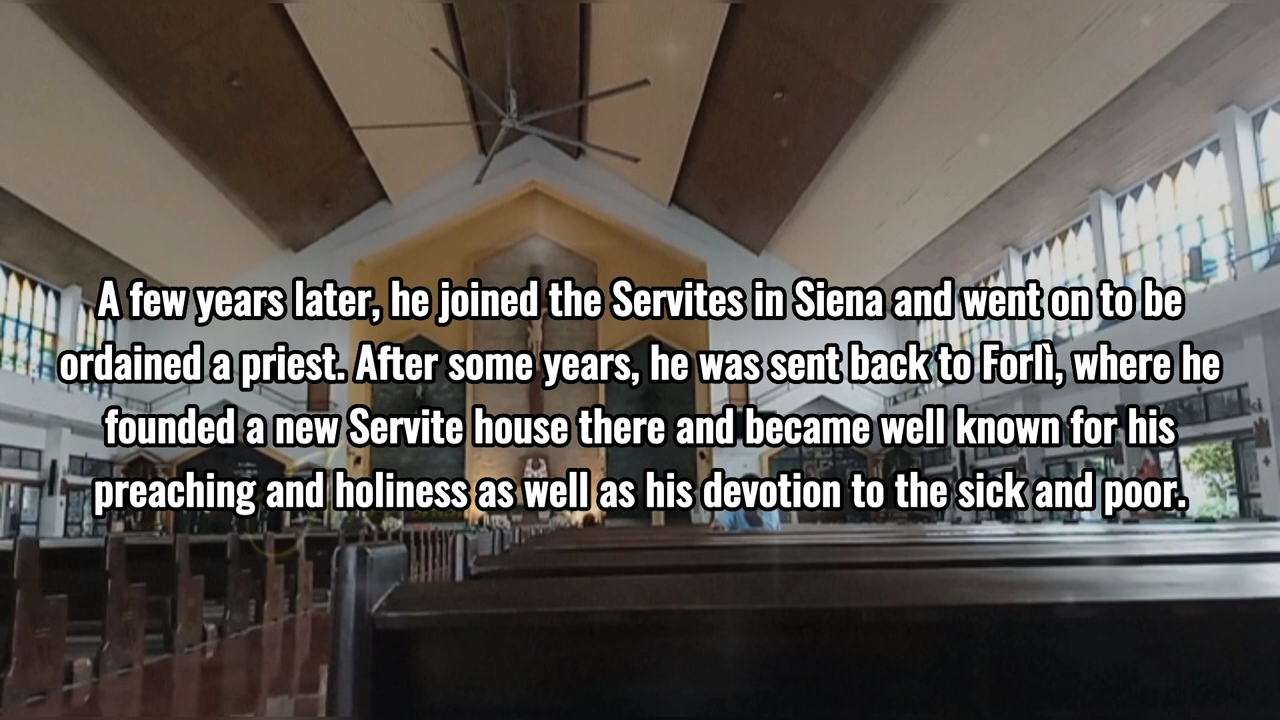 A few years later, he joined the Servites in Siena and went on to be
ordained a priest. After some years, he was sent back to Forlì, where he
founded a new Servite house there and became well known for his
preaching and holiness as well as his devotion to the sick and poor.